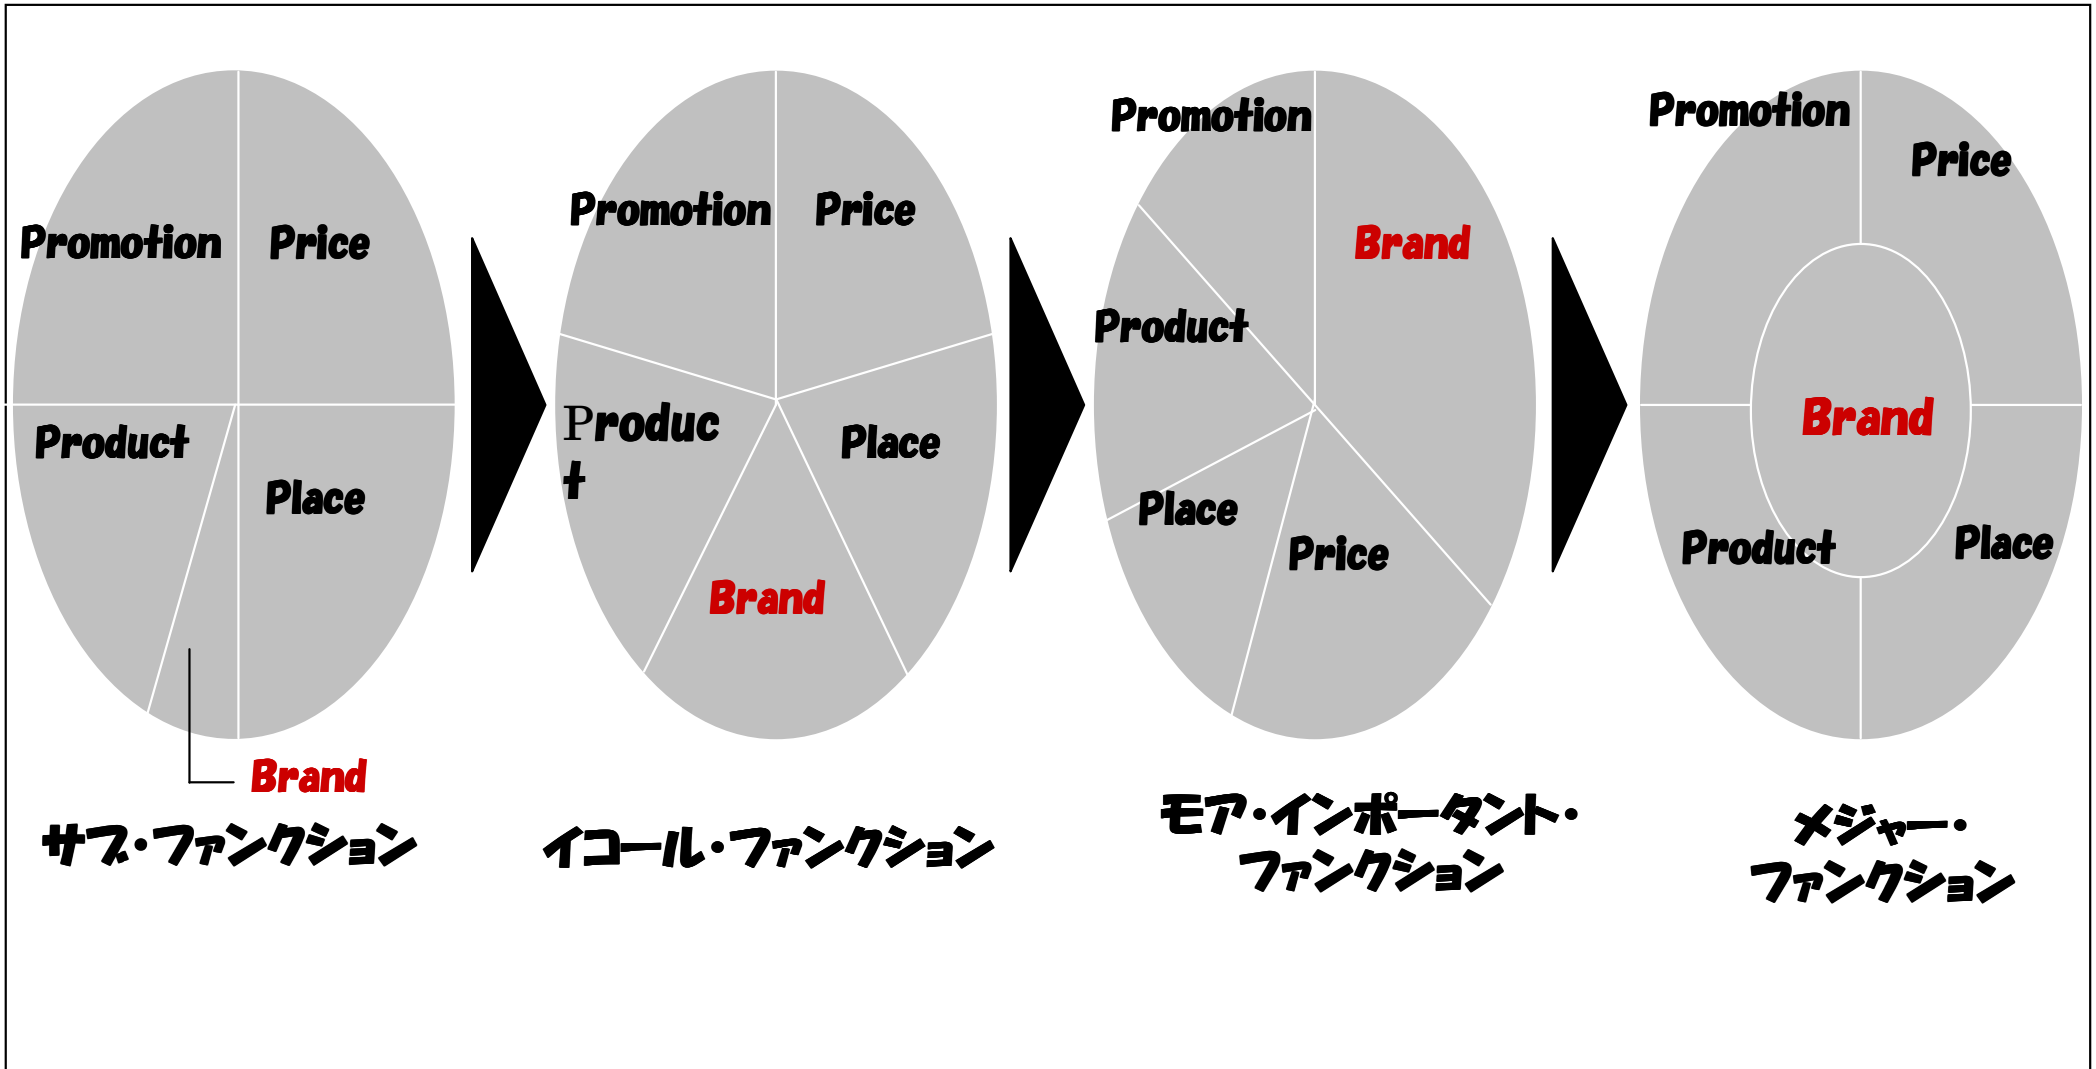 Promotion
Price
Product
Place
Brand
サブ・ファンクション
Promotion
Price
Produc
t
Place
Brand
イコール・ファンクション
Promotion
Brand
Product
Place
Price
モア・インポータント・
ファンクション
Promotion
Price
Brand
Product
Place
メジャー・
ファンクション